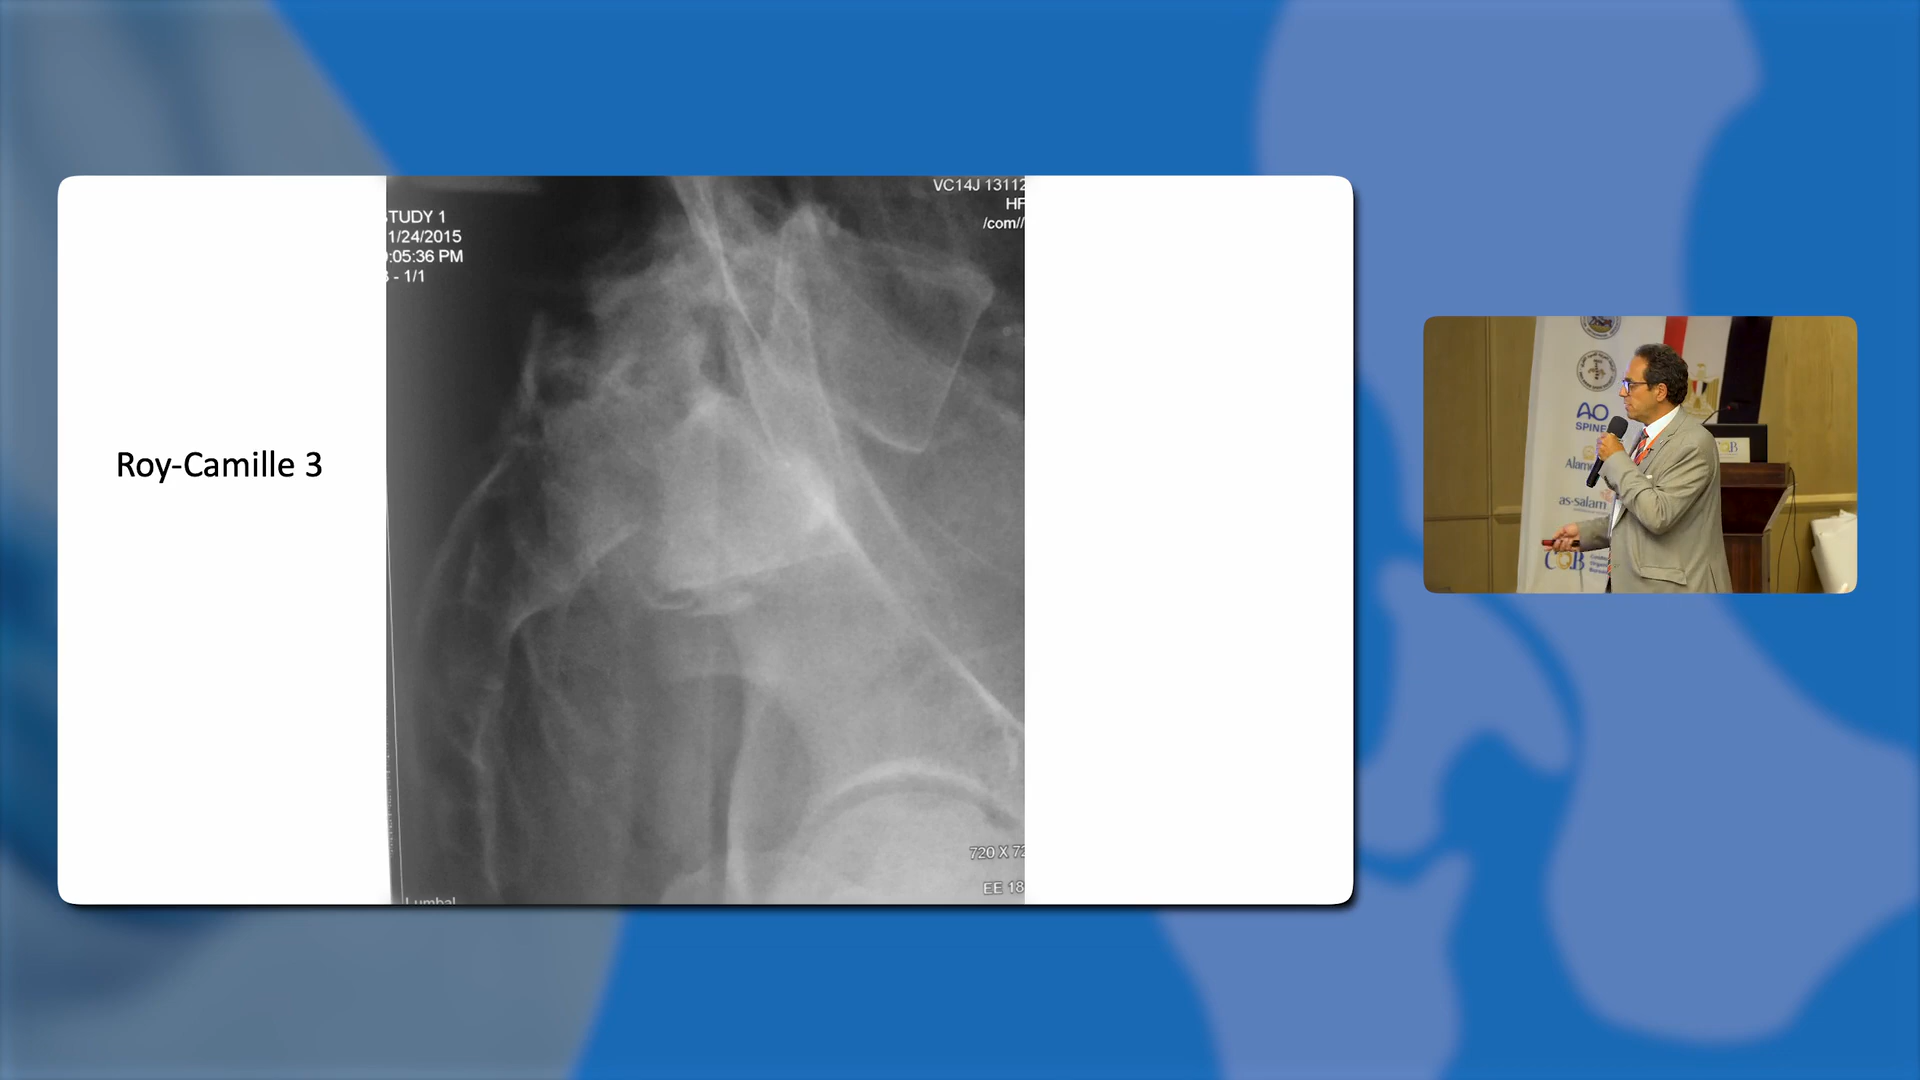 Roy-Camille 3
TUDY 1
1/24/2015
:05:36 PM
- 1/1
VC14J 13112
HF
/com//
720 X 72
EE 18
Lumbal
AO
SPINE
as-salam
CQB